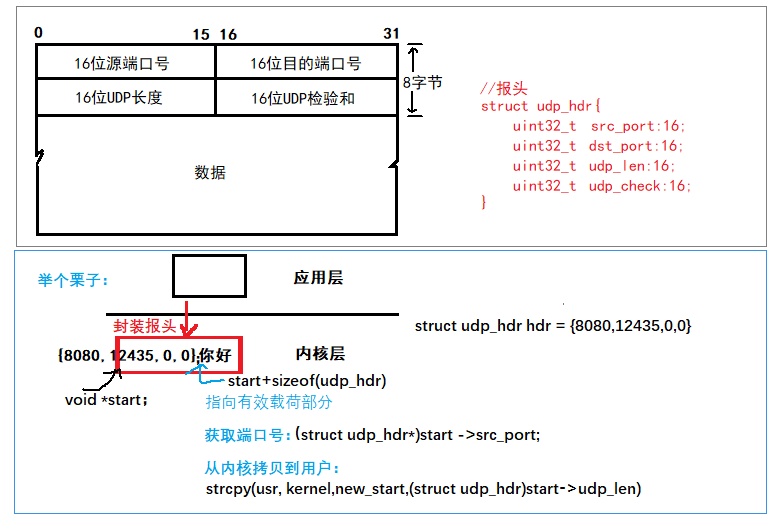 0 15 16 31
16位源端口号 16位目的端口号
8字节
16位UDP长度 16位UDP检验和
数据
//报头
struct udp_hdr{
uint32_t src_port:16;
uint32_t dst_port:16;
uint32_t udp_len:16;
uint32_t udp_check:16;
}
举个栗子:
应用层
封装报头
struct udp_hdr hdr = {8080,12435,0,0}
{8080,12435,0,0};你好 内核层
start+sizeof(udp_hdr)
void *start;
指向有效载荷部分
获取端口号:(struct udp_hdr*)start ->src_port;
从内核拷贝到用户:
strcpy(usr, kernel,new_start,(struct udp_hdr)start->udp_len)